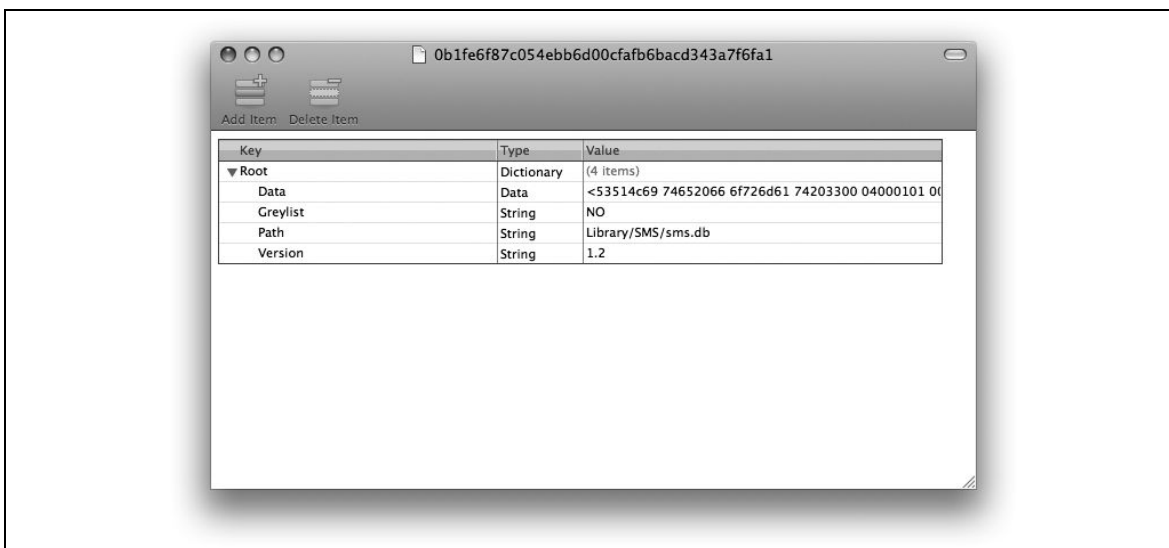 0b1fe6f87c054ebb6d00cfafb6bacd343a7f6fa1
Add Item Delete Item
Key Type Value
Root Dictionary (4 items)
Data Data <53514c69 74652066 6f726d61 74203300 04000101 00
Greylist String NO
Path String Library/SMS/sms.db
Version String 1.2